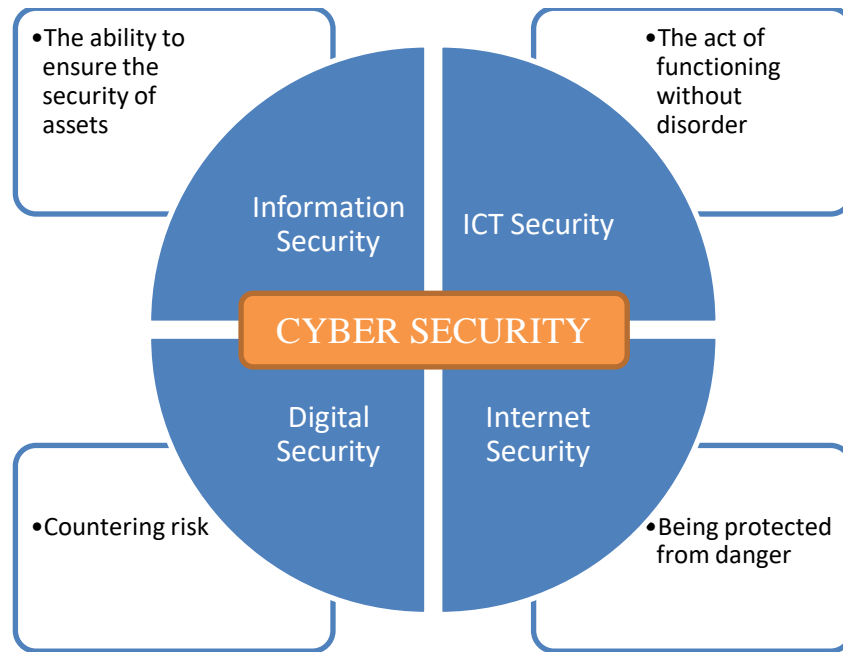 •The ability to
ensure the
security of
assets
•The act of
functioning
without
disorder
Information
Security
ICT Security
CYBER SECURITY
Digital
Security
Internet
Security
•Countering risk
•Being protected
from danger